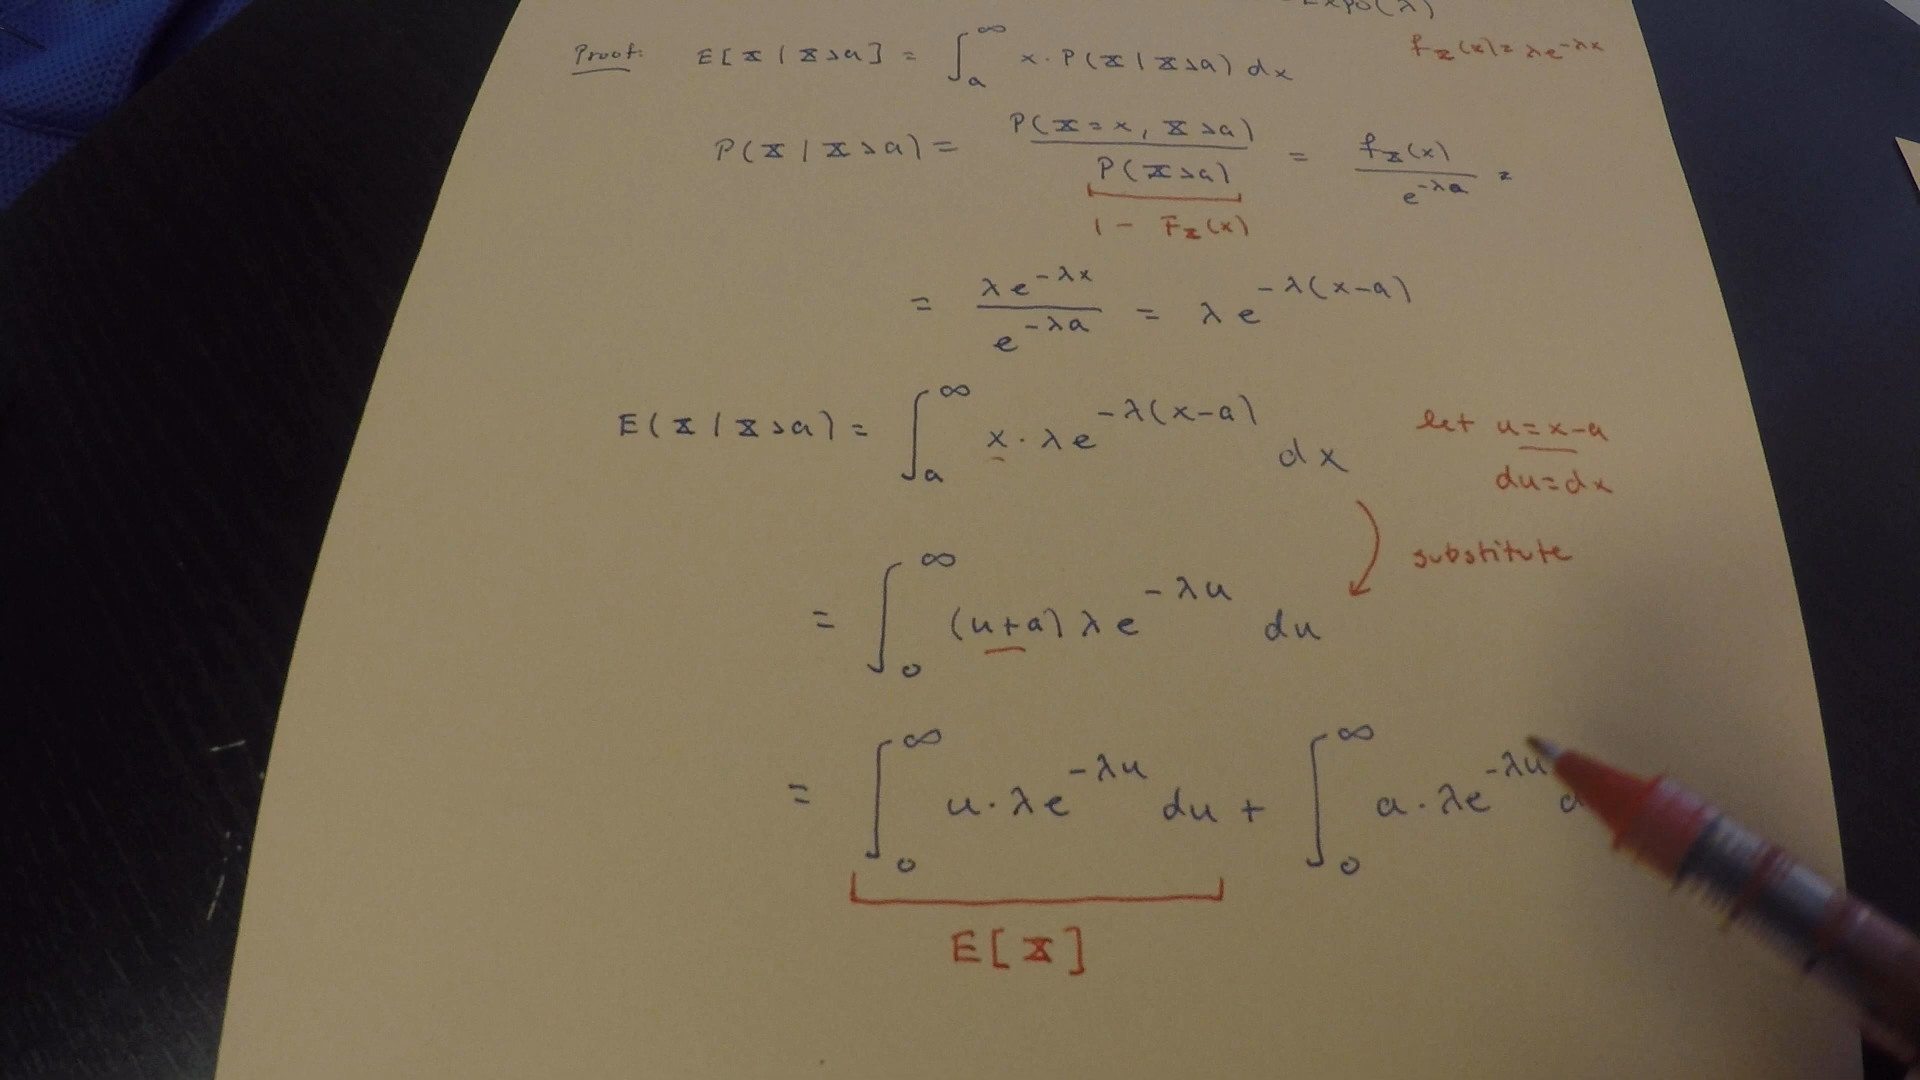 Expo(λ)
Proof: E[X | X>a] = ∫_a^∞ x · P(X | X>a) dx
f_X(x) = λe^{-λx}
P(X | X>a) = P(X=x, X>a) / P(X>a) = f_X(x) / e^{-λa} =
1 - F_X(x)
= λe^{-λx} / e^{-λa} = λe^{-λ(x-a)}
E(X | X>a) = ∫_a^∞ x · λe^{-λ(x-a)} dx
let u=x-a
du=dx
substitute
= ∫_0^∞ (u+a) λe^{-λu} du
= ∫_0^∞ u·λe^{-λu} du + ∫_0^∞ a·λe^{-λu}
E[X]